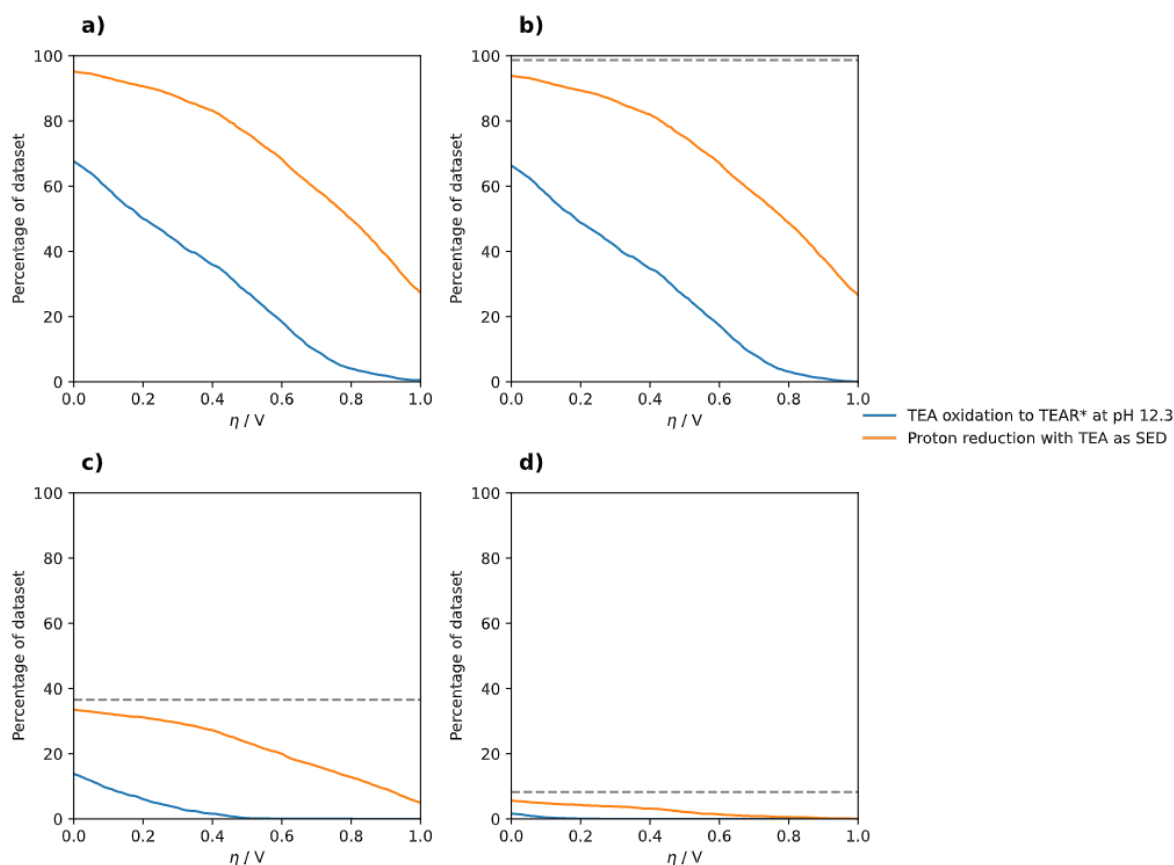 a)
100
80
60
40
20
0
Percentage of dataset
0.0 0.2 0.4 0.6 0.8 1.0
η / V
b)
100
80
60
40
20
0
Percentage of dataset
0.0 0.2 0.4 0.6 0.8 1.0
η / V
TEA oxidation to TEAR* at pH 12.3
Proton reduction with TEA as SED
c)
100
80
60
40
20
0
Percentage of dataset
0.0 0.2 0.4 0.6 0.8 1.0
η / V
d)
100
80
60
40
20
0
Percentage of dataset
0.0 0.2 0.4 0.6 0.8 1.0
η / V